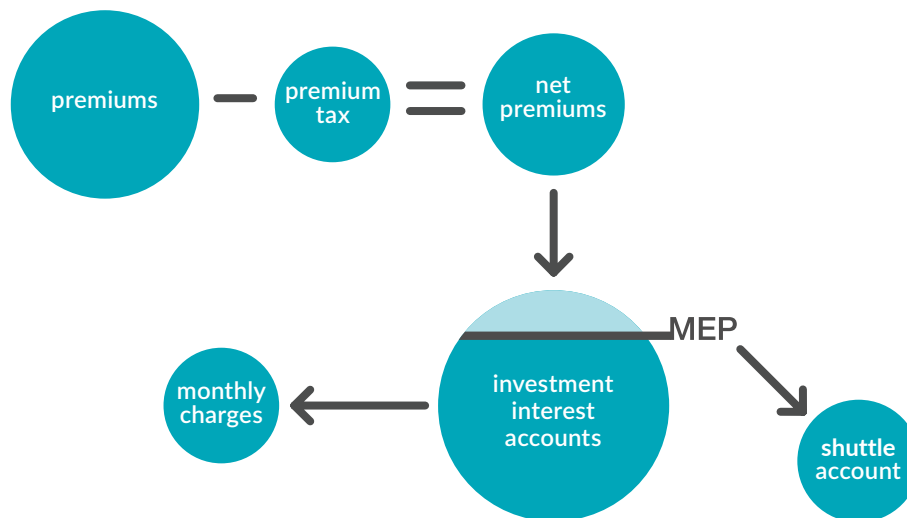 premiums
premium
tax
net
premiums
MEP
investment
interest
accounts
monthly
charges
shuttle
account